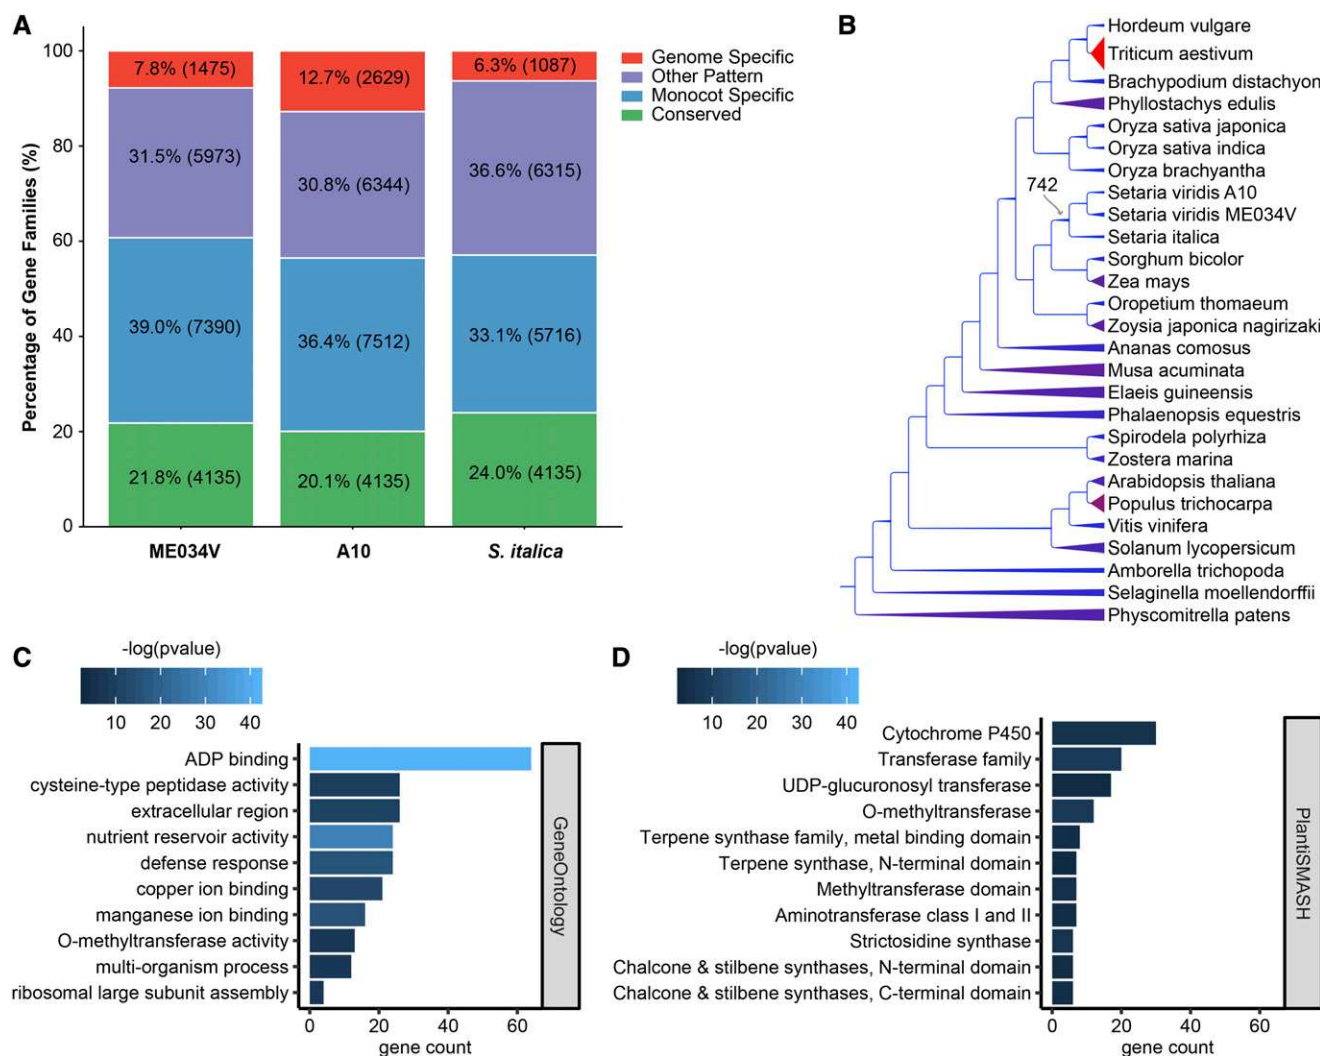 A
Percentage of Gene Families (%)
100
80
60
40
20
0
7.8% (1475)
31.5% (5973)
39.0% (7390)
21.8% (4135)
12.7% (2629)
30.8% (6344)
36.4% (7512)
20.1% (4135)
6.3% (1087)
36.6% (6315)
33.1% (5716)
24.0% (4135)
ME034V
A10
S. italica
Genome Specific
Other Pattern
Monocot Specific
Conserved
B
742
Hordeum vulgare
Triticum aestivum
Brachypodium distachyon
Phyllostachys edulis
Oryza sativa japonica
Oryza sativa indica
Oryza brachyantha
Setaria viridis A10
Setaria viridis ME034V
Setaria italica
Sorghum bicolor
Zea mays
Oropetium thomaeum
Zoysia japonica nagirizaki
Ananas comosus
Musa acuminata
Elaeis guineensis
Phalaenopsis equestris
Spirodela polyrhiza
Zostera marina
Arabidopsis thaliana
Populus trichocarpa
Vitis vinifera
Solanum lycopersicum
Amborella trichopoda
Selaginella moellendorffii
Physcomitrella patens
C
-log(pvalue)
10 20 30 40
ADP binding
cysteine-type peptidase activity
extracellular region
nutrient reservoir activity
defense response
copper ion binding
manganese ion binding
O-methyltransferase activity
multi-organism process
ribosomal large subunit assembly
GeneOntology
0 20 40 60
gene count
D
-log(pvalue)
10 20 30 40
Cytochrome P450
Transferase family
UDP-glucuronosyl transferase
O-methyltransferase
Terpene synthase family, metal binding domain
Terpene synthase, N-terminal domain
Methyltransferase domain
Aminotransferase class I and II
Strictosidine synthase
Chalcone & stilbene synthases, N-terminal domain
Chalcone & stilbene synthases, C-terminal domain
PlantiSMASH
0 20 40 60
gene count